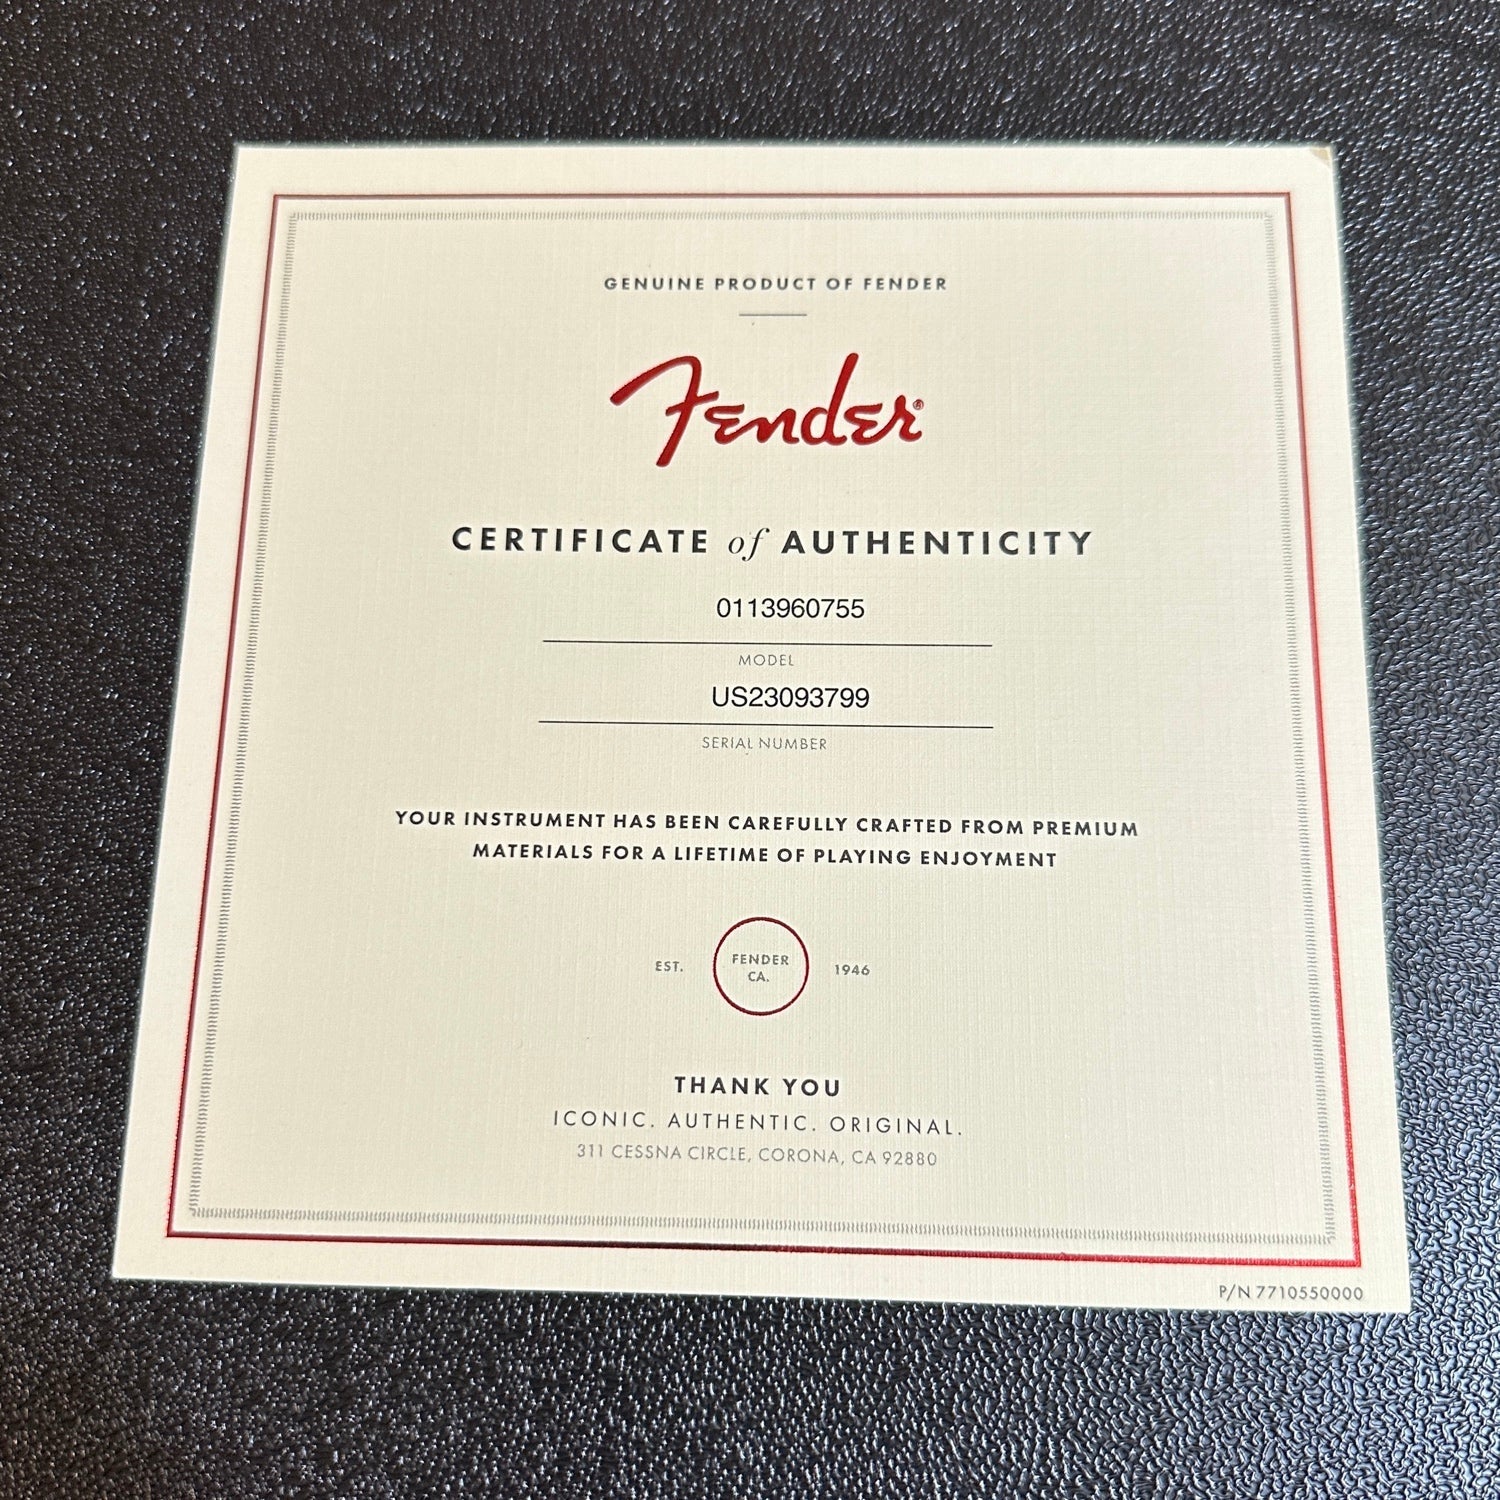 GENUINE PRODUCT OF FENDER
Fender®
CERTIFICATE of AUTHENTICITY
0113960755
MODEL
US23093799
SERIAL NUMBER
YOUR INSTRUMENT HAS BEEN CAREFULLY CRAFTED FROM PREMIUM
MATERIALS FOR A LIFETIME OF PLAYING ENJOYMENT
EST. FENDER CA. 1946
THANK YOU
ICONIC. AUTHENTIC. ORIGINAL.
311 CESSNA CIRCLE, CORONA, CA 92880
P/N 7710550000